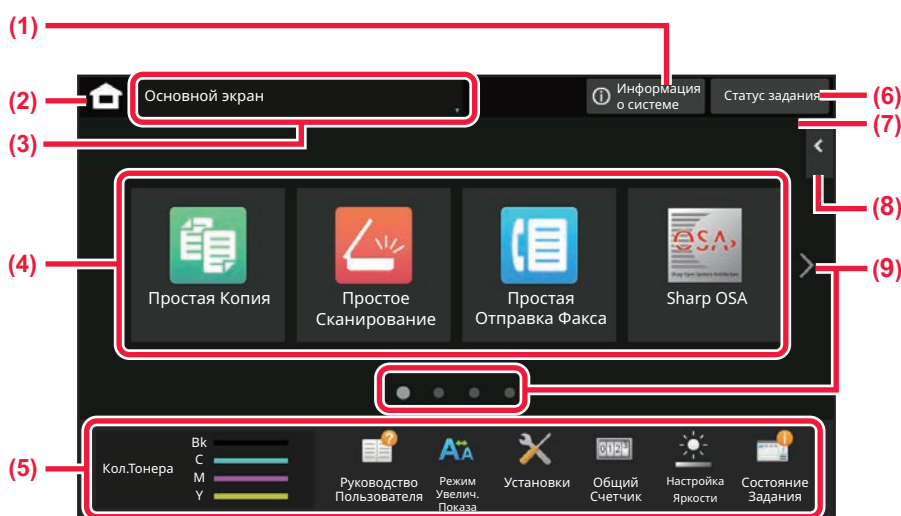 (1)
(2)
Основной экран
Информация
о системе
Статус задания
(6)
(3)
(7)
(8)
(4)
OSA
Простая Копия
Простое
Сканирование
Простая
Отправка Факса
Sharp OSA
(9)
(5)
Кол.Тонера
Bk
C
M
Y
Руководство
Пользователя
Режим
Увелич.
Показа
Установки
Общий
Счетчик
Настройка
Яркости
Состояние
Задания